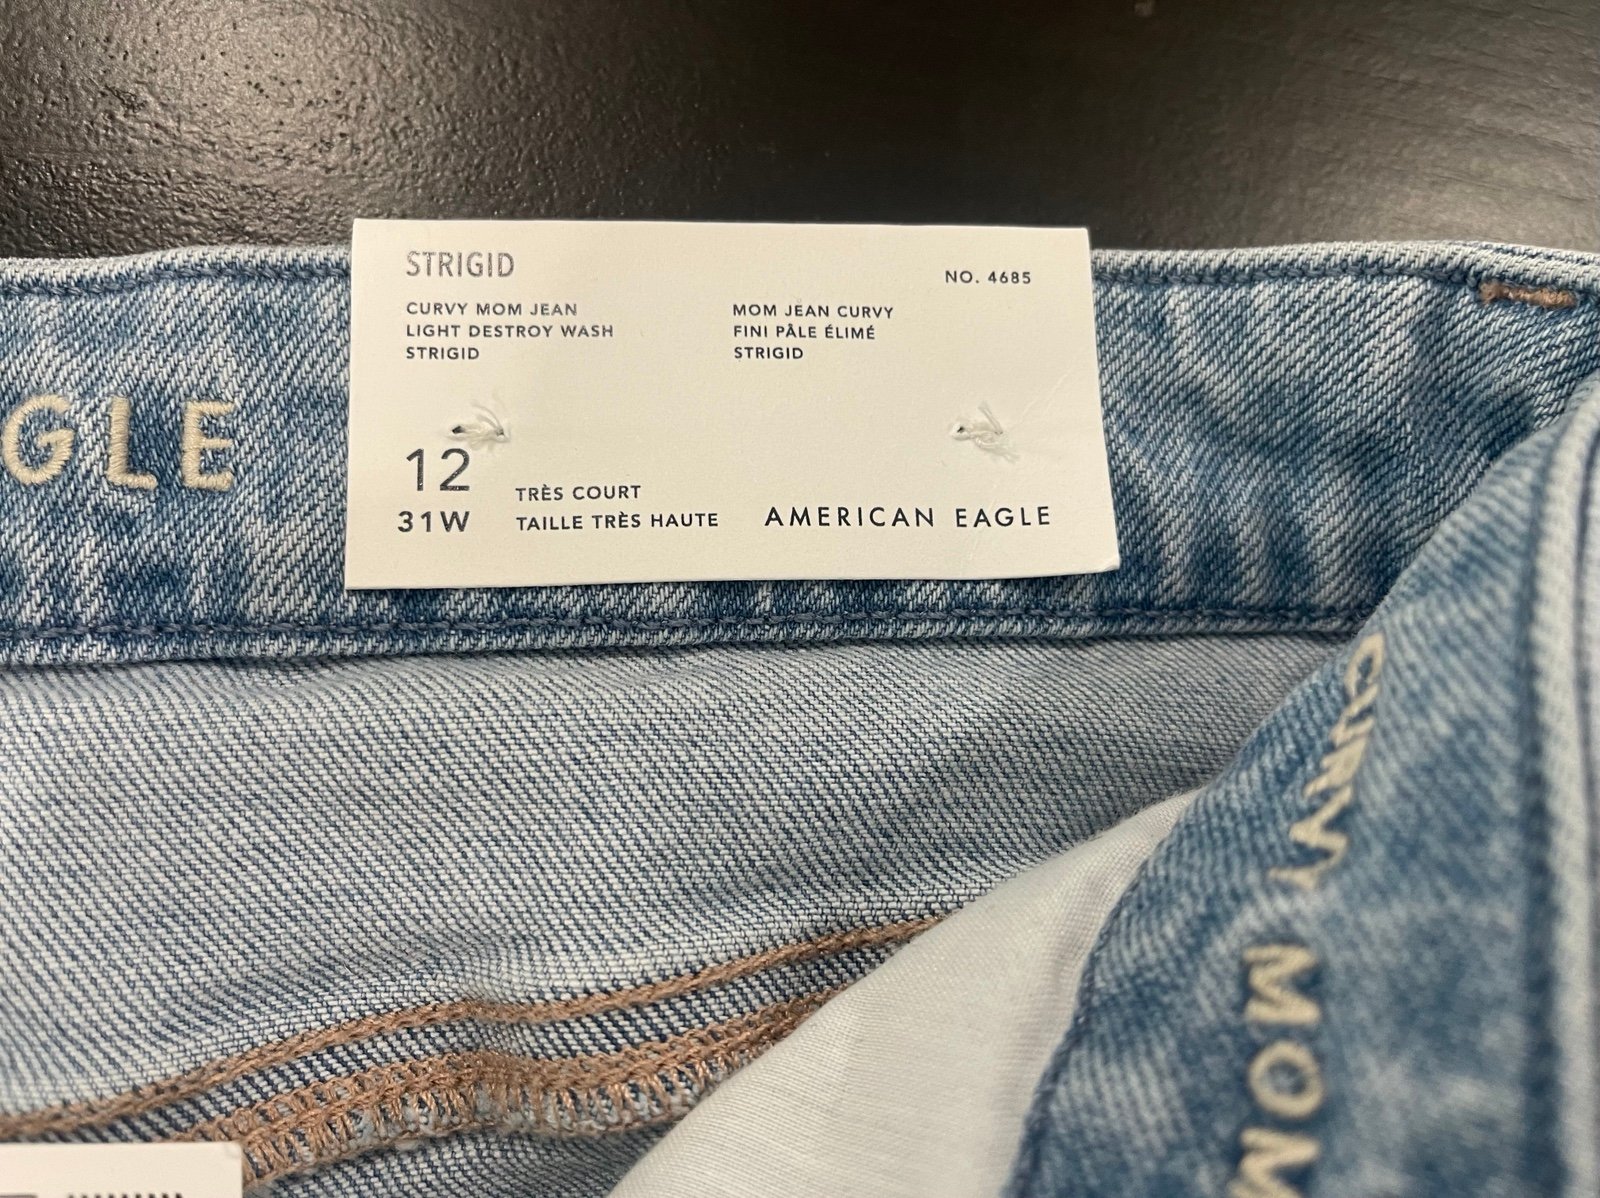 STRIGID
NO. 4685
CURVY MOM JEAN
LIGHT DESTROY WASH
STRIGID
MOM JEAN CURVY
FINI PÂLE ÉLIMÉ
STRIGID
12
31W
TRÈS COURT
TAILLE TRÈS HAUTE
AMERICAN EAGLE
GLE
CURVY MOM